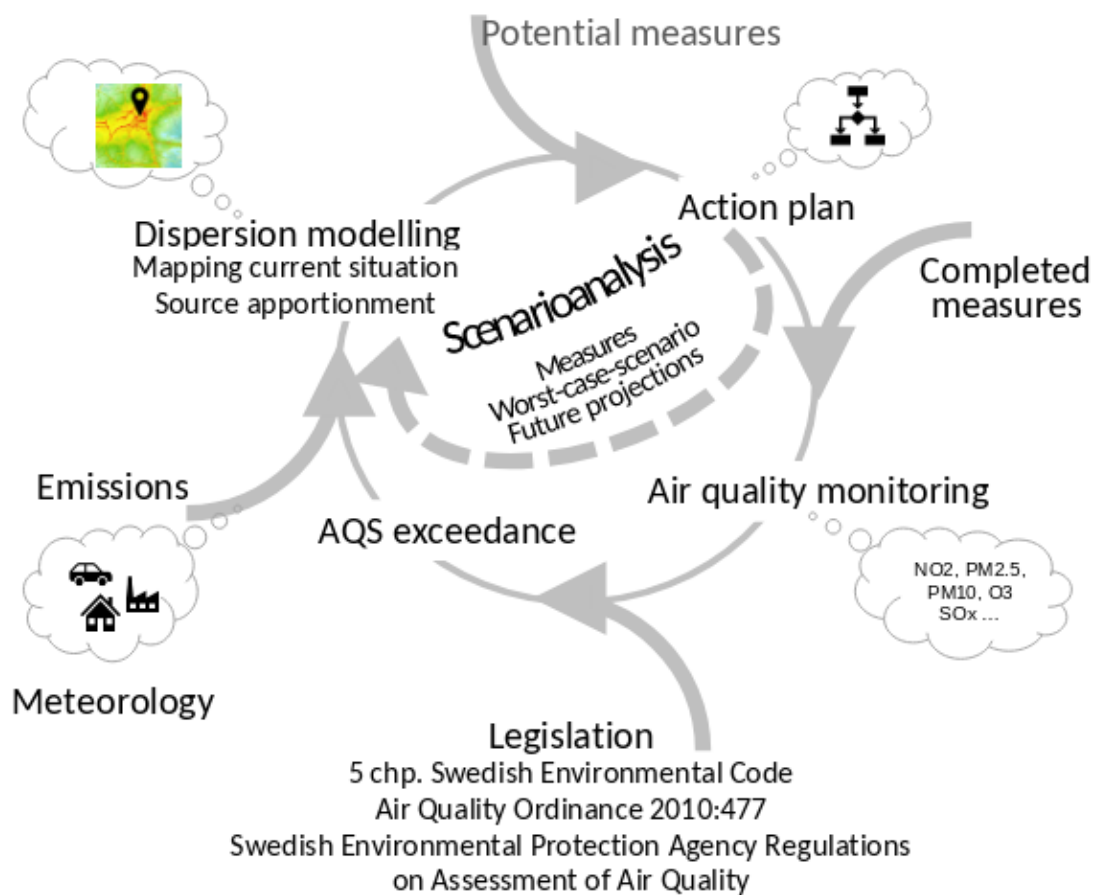 Potential measures
Dispersion modelling
Mapping current situation
Source apportionment
Action plan
Completed
measures
Scenarioanalysis
Measures
Worst-case-scenario
Future projections
Emissions
Meteorology
AQS exceedance
Air quality monitoring
NO2, PM2.5,
PM10, O3
SOx ...
Legislation
5 chp. Swedish Environmental Code
Air Quality Ordinance 2010:477
Swedish Environmental Protection Agency Regulations
on Assessment of Air Quality